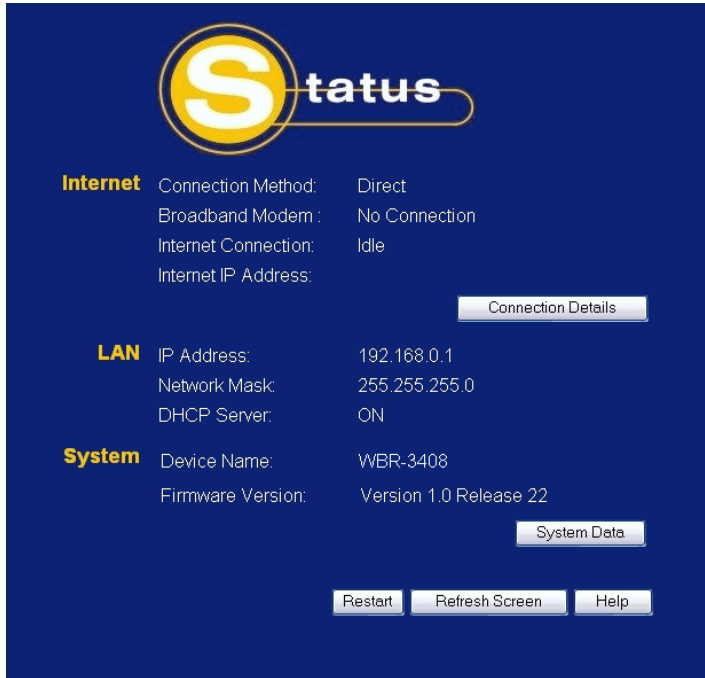 Status
Internet Connection Method: Direct
Broadband Modem : No Connection
Internet Connection: Idle
Internet IP Address:
Connection Details
LAN IP Address: 192.168.0.1
Network Mask: 255.255.255.0
DHCP Server: ON
System Device Name: WBR-3408
Firmware Version: Version 1.0 Release 22
System Data
Restart Refresh Screen Help